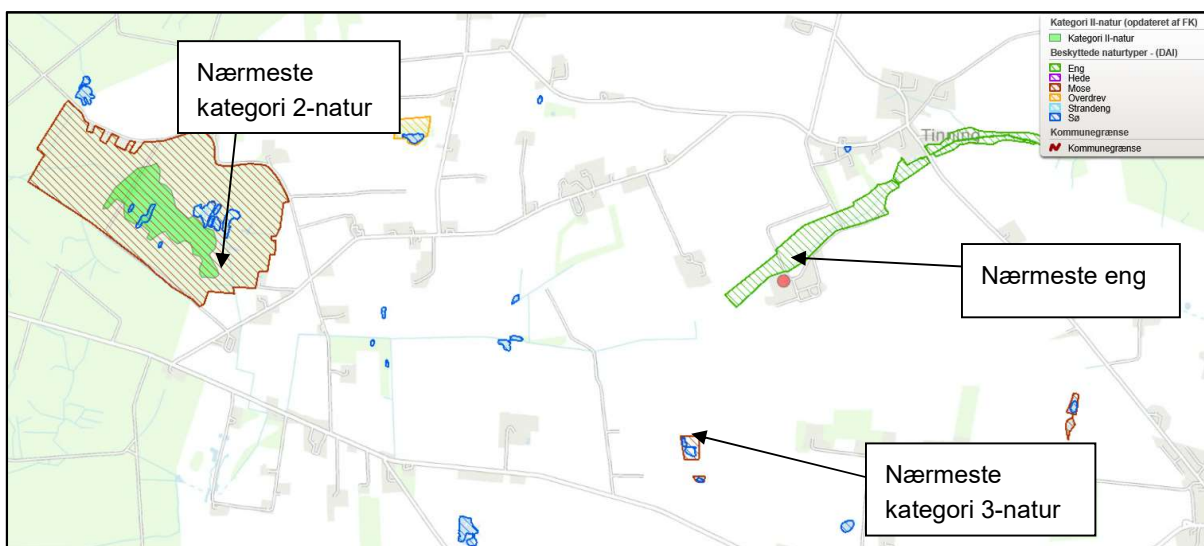 Nærmeste
kategori 2-natur
Kategori II-natur (opdateret af FK)
Kategori II-natur
Beskyttede naturtyper - (DAI)
Eng
Hede
Mose
Overdrev
Strandeng
Sø
Kommunegrænse
Kommunegrænse
Tinning
Nærmeste eng
Nærmeste
kategori 3-natur